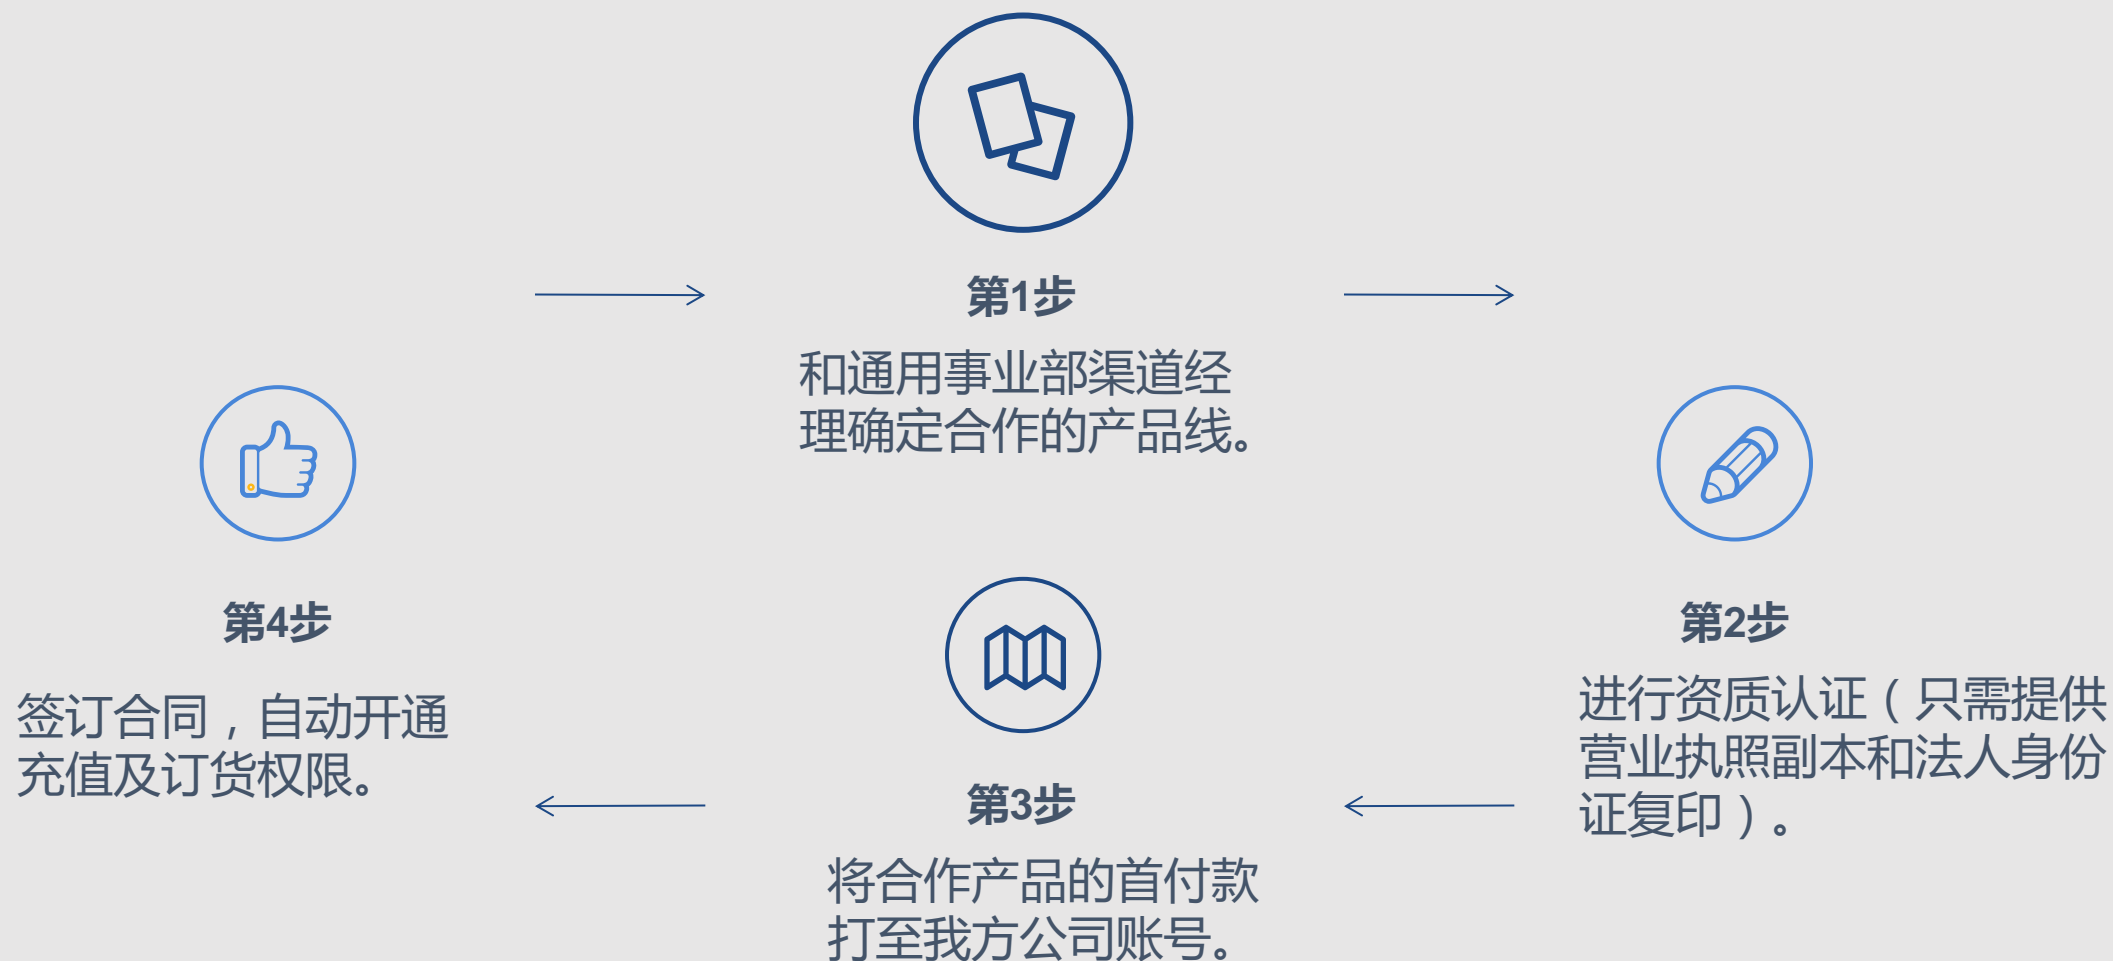 第1步
和通用事业部渠道经
理确定合作的产品线。
第2步
进行资质认证（只需提供
营业执照副本和法人身份
证复印）。
第3步
将合作产品的首付款
打至我方公司账号。
第4步
签订合同，自动开通
充值及订货权限。